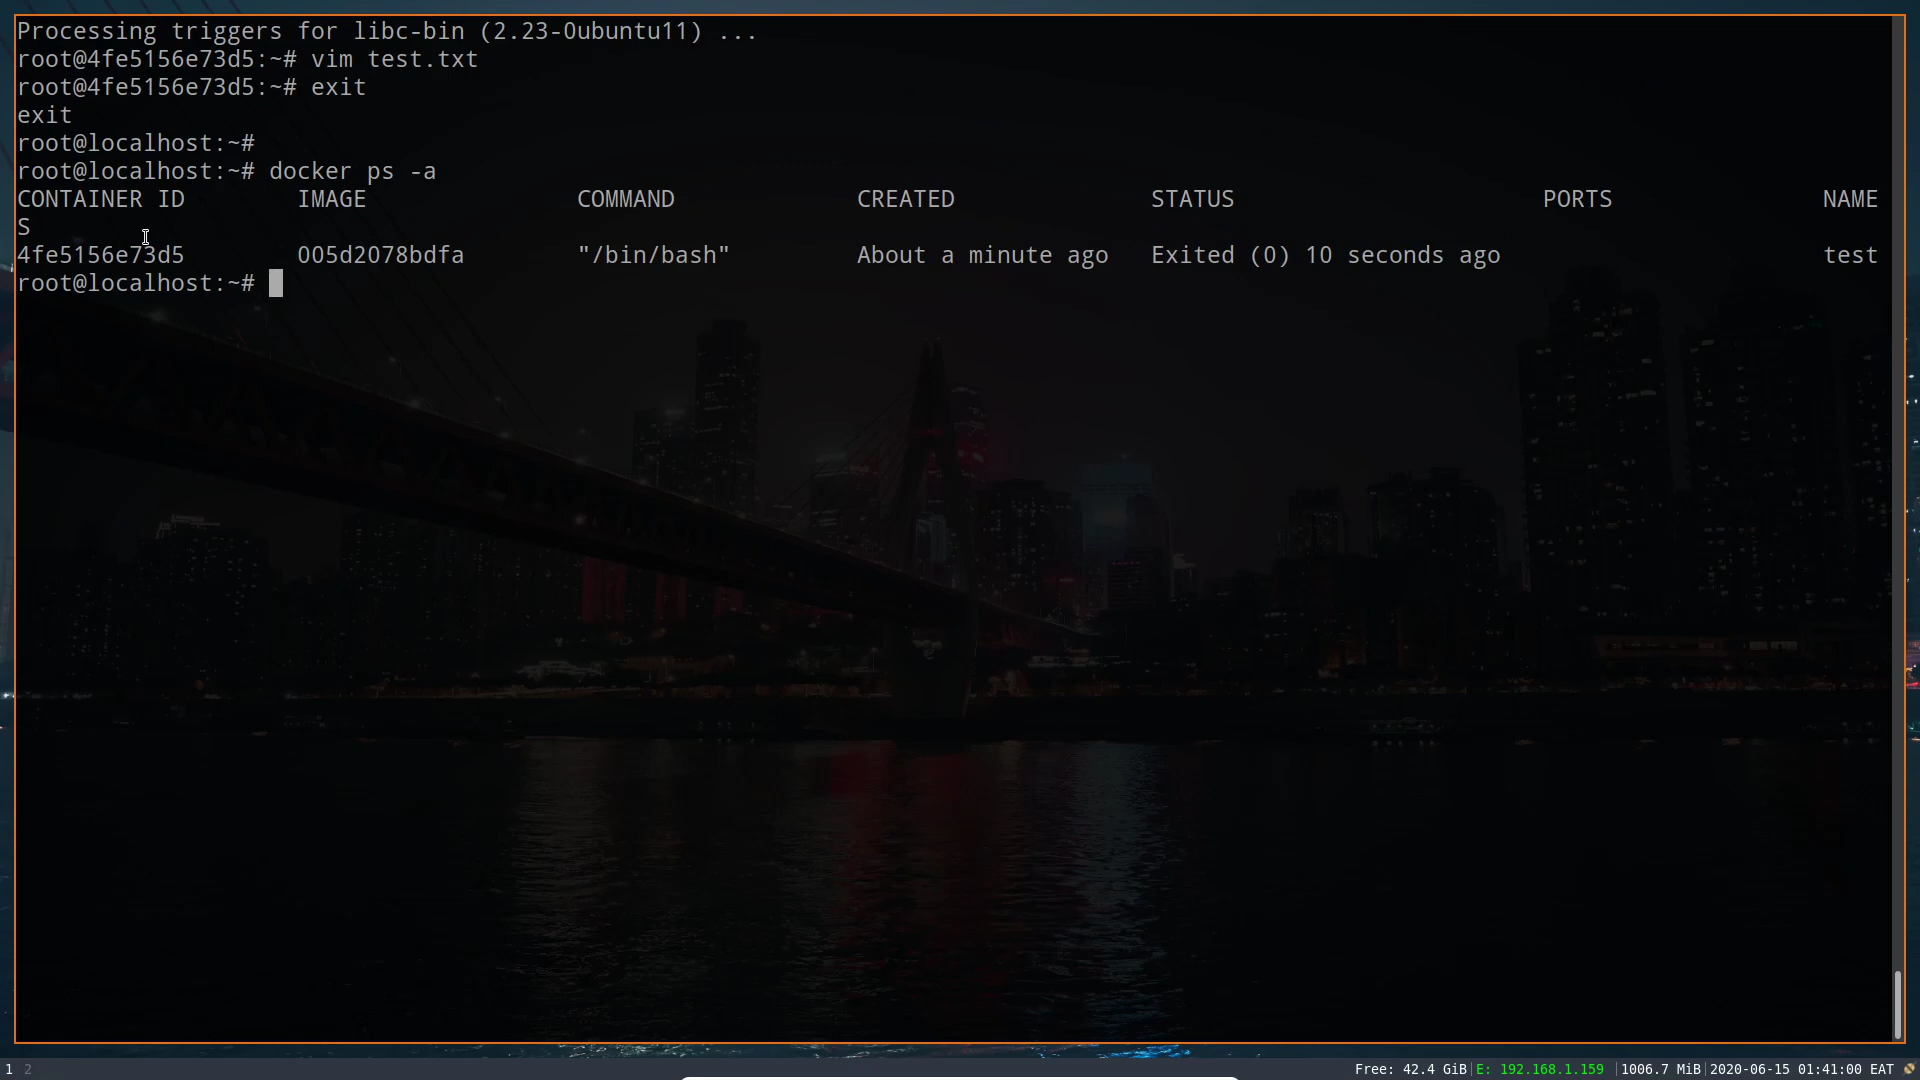 Processing triggers for libc-bin (2.23-0ubuntu11) ...
root@4fe5156e73d5:~# vim test.txt
root@4fe5156e73d5:~# exit
exit
root@localhost:~#
root@localhost:~# docker ps -a
CONTAINER ID        IMAGE               COMMAND             CREATED              STATUS                      PORTS               NAME
S
4fe5156e73d5        005d2078bdfa        "/bin/bash"         About a minute ago   Exited (0) 10 seconds ago                       test
root@localhost:~#
1 2 Free: 42.4 GiB|E: 192.168.1.159 |1006.7 MiB|2020-06-15 01:41:00 EAT